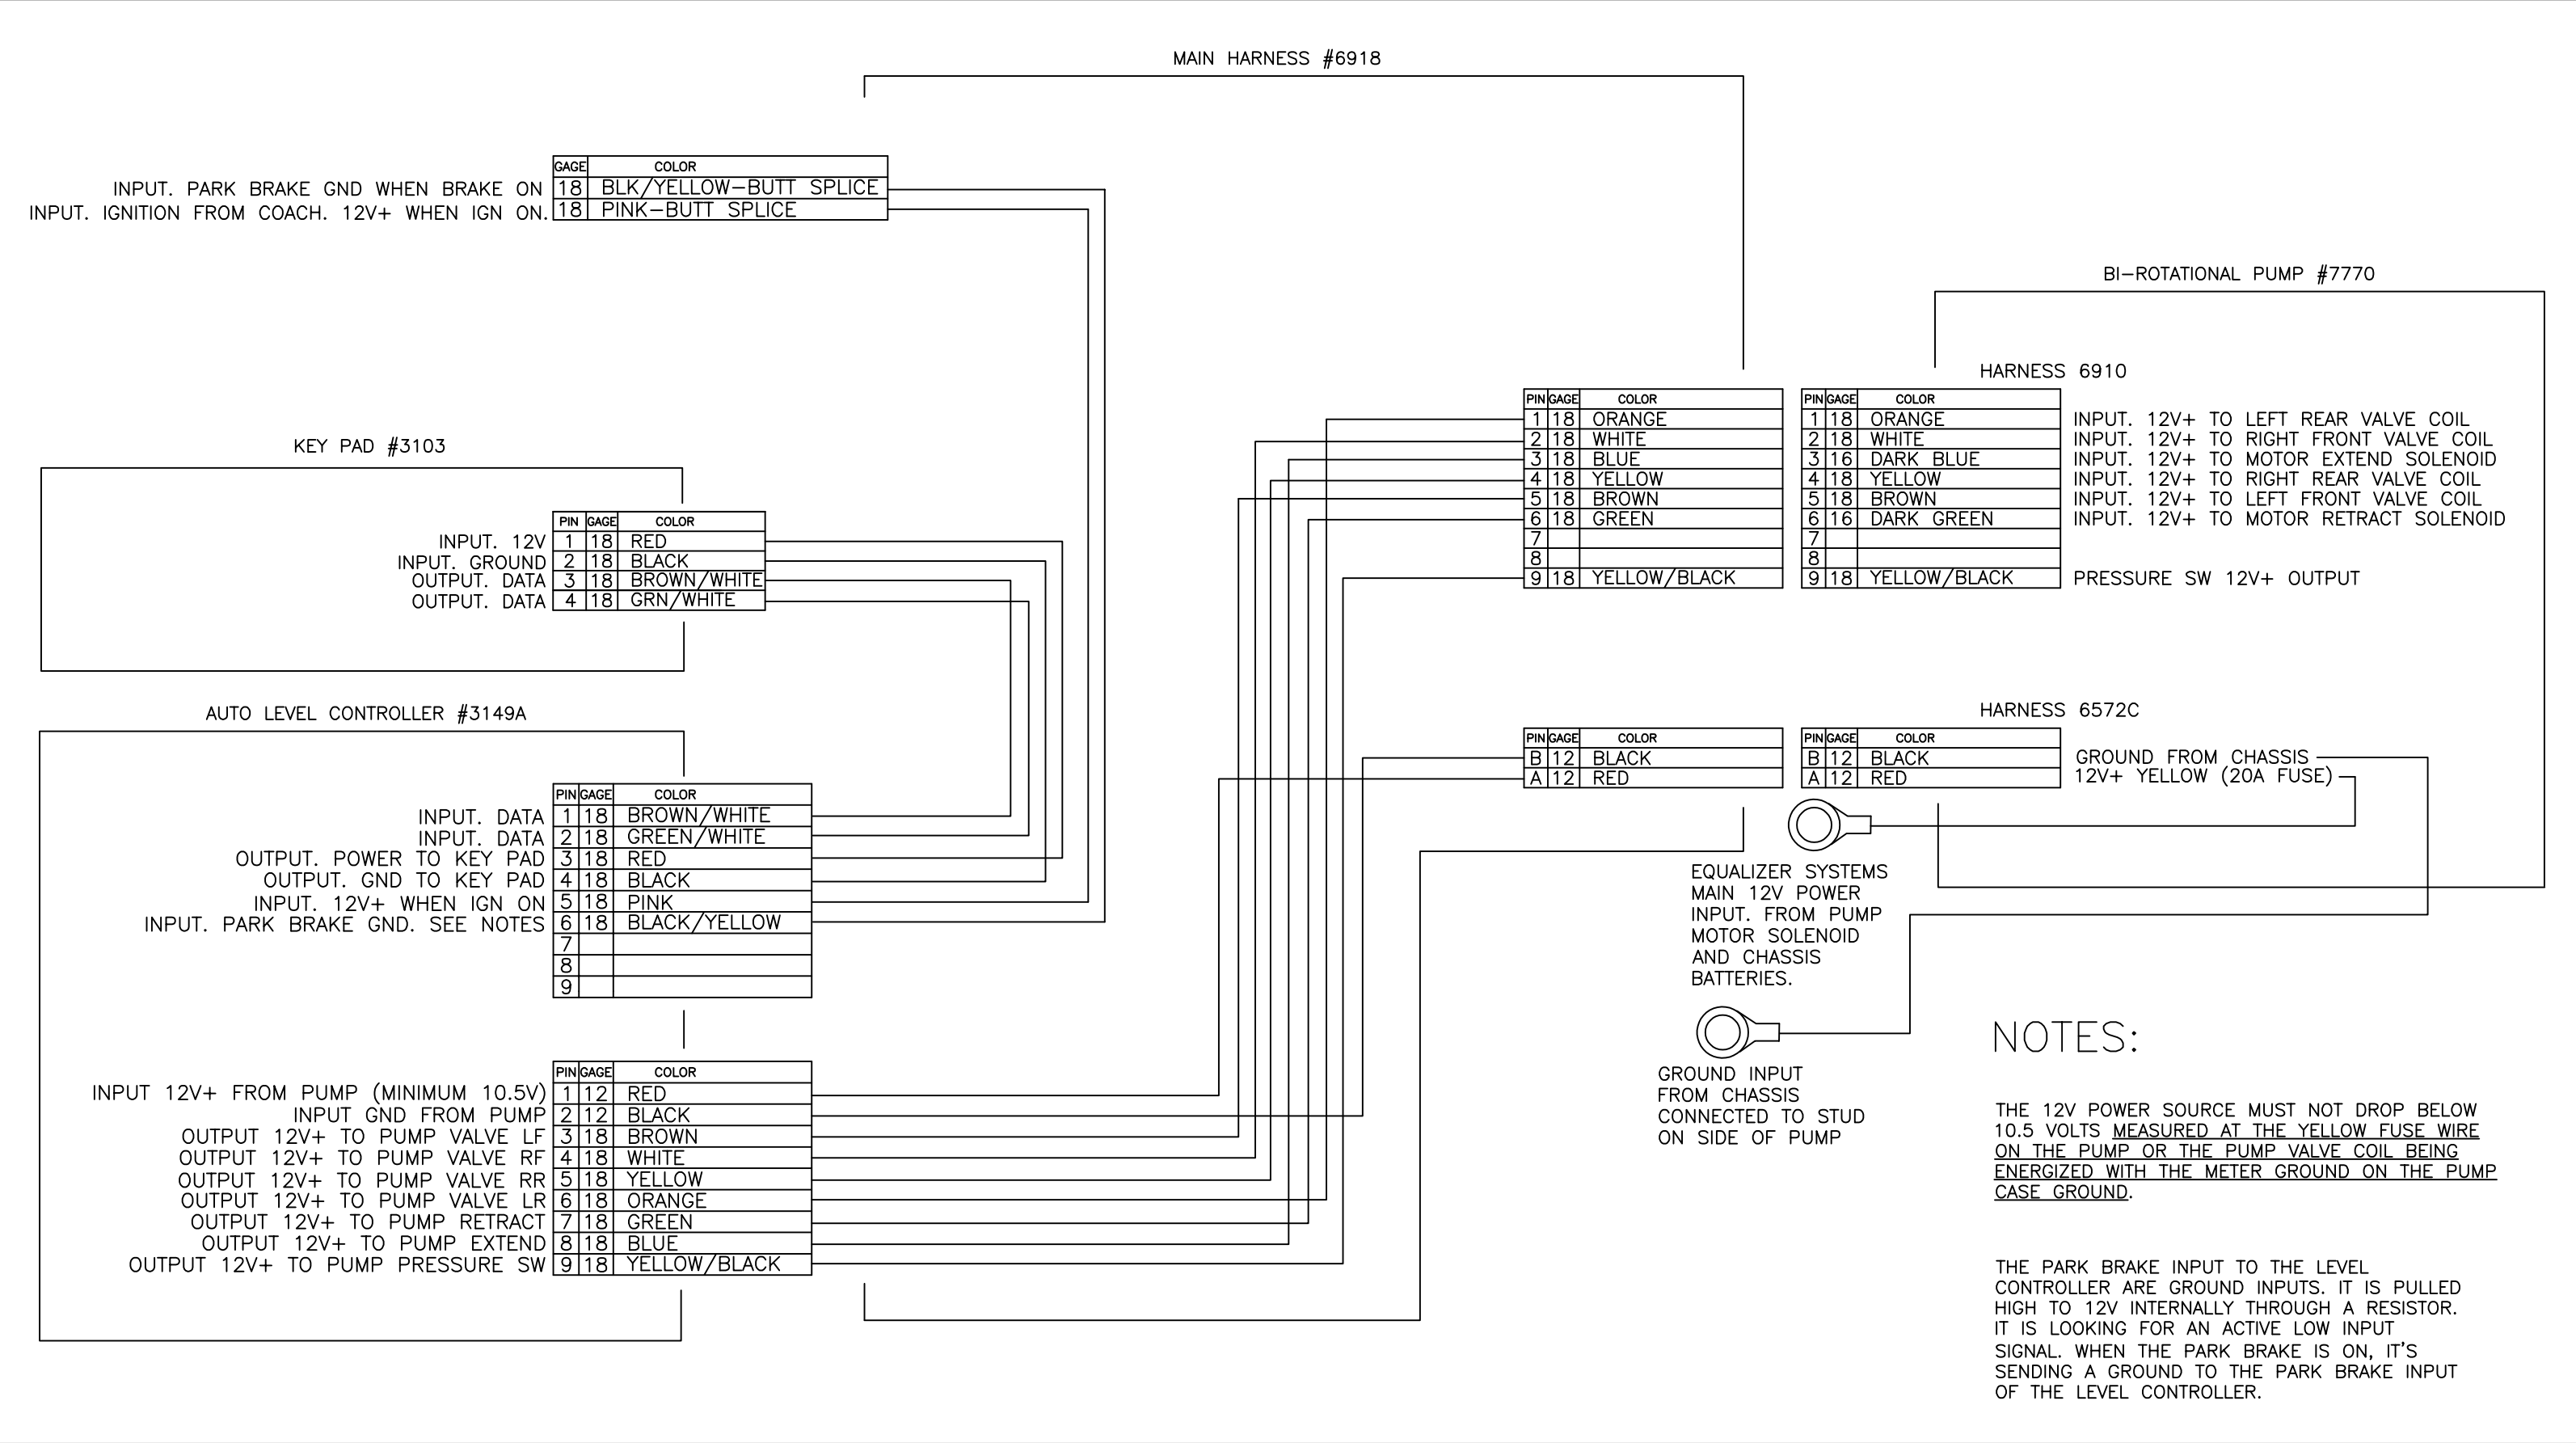 MAIN HARNESS #6918
GAGE COLOR
INPUT. PARK BRAKE GND WHEN BRAKE ON 18 BLK/YELLOW-BUTT SPLICE
INPUT. IGNITION FROM COACH. 12V+ WHEN IGN ON. 18 PINK-BUTT SPLICE
KEY PAD #3103
PIN GAGE COLOR
INPUT. 12V 1 18 RED
INPUT. GROUND 2 18 BLACK
OUTPUT. DATA 3 18 BROWN/WHITE
OUTPUT. DATA 4 18 GRN/WHITE
AUTO LEVEL CONTROLLER #3149A
PIN GAGE COLOR
INPUT. DATA 1 18 BROWN/WHITE
INPUT. DATA 2 18 GREEN/WHITE
OUTPUT. POWER TO KEY PAD 3 18 RED
OUTPUT. GND TO KEY PAD 4 18 BLACK
INPUT. 12V+ WHEN IGN ON 5 18 PINK
INPUT. PARK BRAKE GND. SEE NOTES 6 18 BLACK/YELLOW
7
8
9
PIN GAGE COLOR
INPUT 12V+ FROM PUMP (MINIMUM 10.5V) 1 12 RED
INPUT GND FROM PUMP 2 12 BLACK
OUTPUT 12V+ TO PUMP VALVE LF 3 18 BROWN
OUTPUT 12V+ TO PUMP VALVE RF 4 18 WHITE
OUTPUT 12V+ TO PUMP VALVE RR 5 18 YELLOW
OUTPUT 12V+ TO PUMP VALVE LR 6 18 ORANGE
OUTPUT 12V+ TO PUMP RETRACT 7 18 GREEN
OUTPUT 12V+ TO PUMP EXTEND 8 18 BLUE
OUTPUT 12V+ TO PUMP PRESSURE SW 9 18 YELLOW/BLACK
BI-ROTATIONAL PUMP #7770
HARNESS 6910
PIN GAGE COLOR PIN GAGE COLOR
1 18 ORANGE 1 18 ORANGE INPUT. 12V+ TO LEFT REAR VALVE COIL
2 18 WHITE 2 18 WHITE INPUT. 12V+ TO RIGHT FRONT VALVE COIL
3 18 BLUE 3 16 DARK BLUE INPUT. 12V+ TO MOTOR EXTEND SOLENOID
4 18 YELLOW 4 18 YELLOW INPUT. 12V+ TO RIGHT REAR VALVE COIL
5 18 BROWN 5 18 BROWN INPUT. 12V+ TO LEFT FRONT VALVE COIL
6 18 GREEN 6 16 DARK GREEN INPUT. 12V+ TO MOTOR RETRACT SOLENOID
7 7
8 8
9 18 YELLOW/BLACK 9 18 YELLOW/BLACK PRESSURE SW 12V+ OUTPUT
HARNESS 6572C
PIN GAGE COLOR PIN GAGE COLOR
B 12 BLACK B 12 BLACK GROUND FROM CHASSIS
A 12 RED A 12 RED 12V+ YELLOW (20A FUSE)
EQUALIZER SYSTEMS
MAIN 12V POWER
INPUT. FROM PUMP
MOTOR SOLENOID
AND CHASSIS
BATTERIES.
GROUND INPUT
FROM CHASSIS
CONNECTED TO STUD
ON SIDE OF PUMP
NOTES:
THE 12V POWER SOURCE MUST NOT DROP BELOW
10.5 VOLTS MEASURED AT THE YELLOW FUSE WIRE
ON THE PUMP OR THE PUMP VALVE COIL BEING
ENERGIZED WITH THE METER GROUND ON THE PUMP
CASE GROUND.
THE PARK BRAKE INPUT TO THE LEVEL
CONTROLLER ARE GROUND INPUTS. IT IS PULLED
HIGH TO 12V INTERNALLY THROUGH A RESISTOR.
IT IS LOOKING FOR AN ACTIVE LOW INPUT
SIGNAL. WHEN THE PARK BRAKE IS ON, IT'S
SENDING A GROUND TO THE PARK BRAKE INPUT
OF THE LEVEL CONTROLLER.